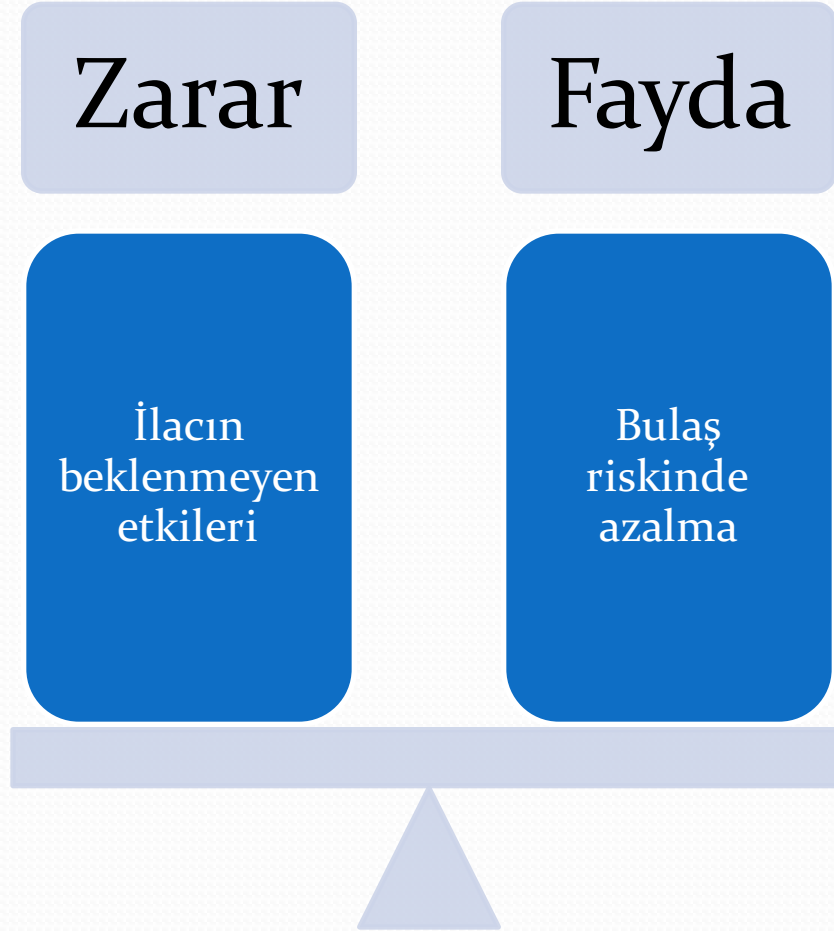 Zarar
Fayda
İlacın
beklenmeyen
etkileri
Bulaş
riskinde
azalma